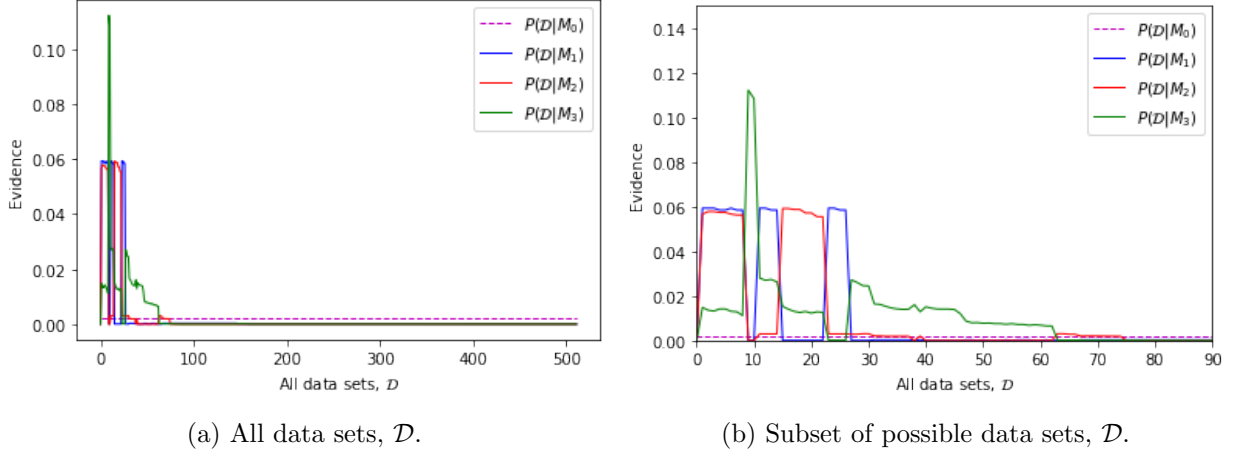 0.10
0.08
0.06
0.04
0.02
0.00
Evidence
0 100 200 300 400 500
All data sets, 𝒟
P(𝒟|M₀)
P(𝒟|M₁)
P(𝒟|M₂)
P(𝒟|M₃)
(a) All data sets, 𝒟.
0.14
0.12
0.10
0.08
0.06
0.04
0.02
0.00
Evidence
0 10 20 30 40 50 60 70 80 90
All data sets, 𝒟
P(𝒟|M₀)
P(𝒟|M₁)
P(𝒟|M₂)
P(𝒟|M₃)
(b) Subset of possible data sets, 𝒟.